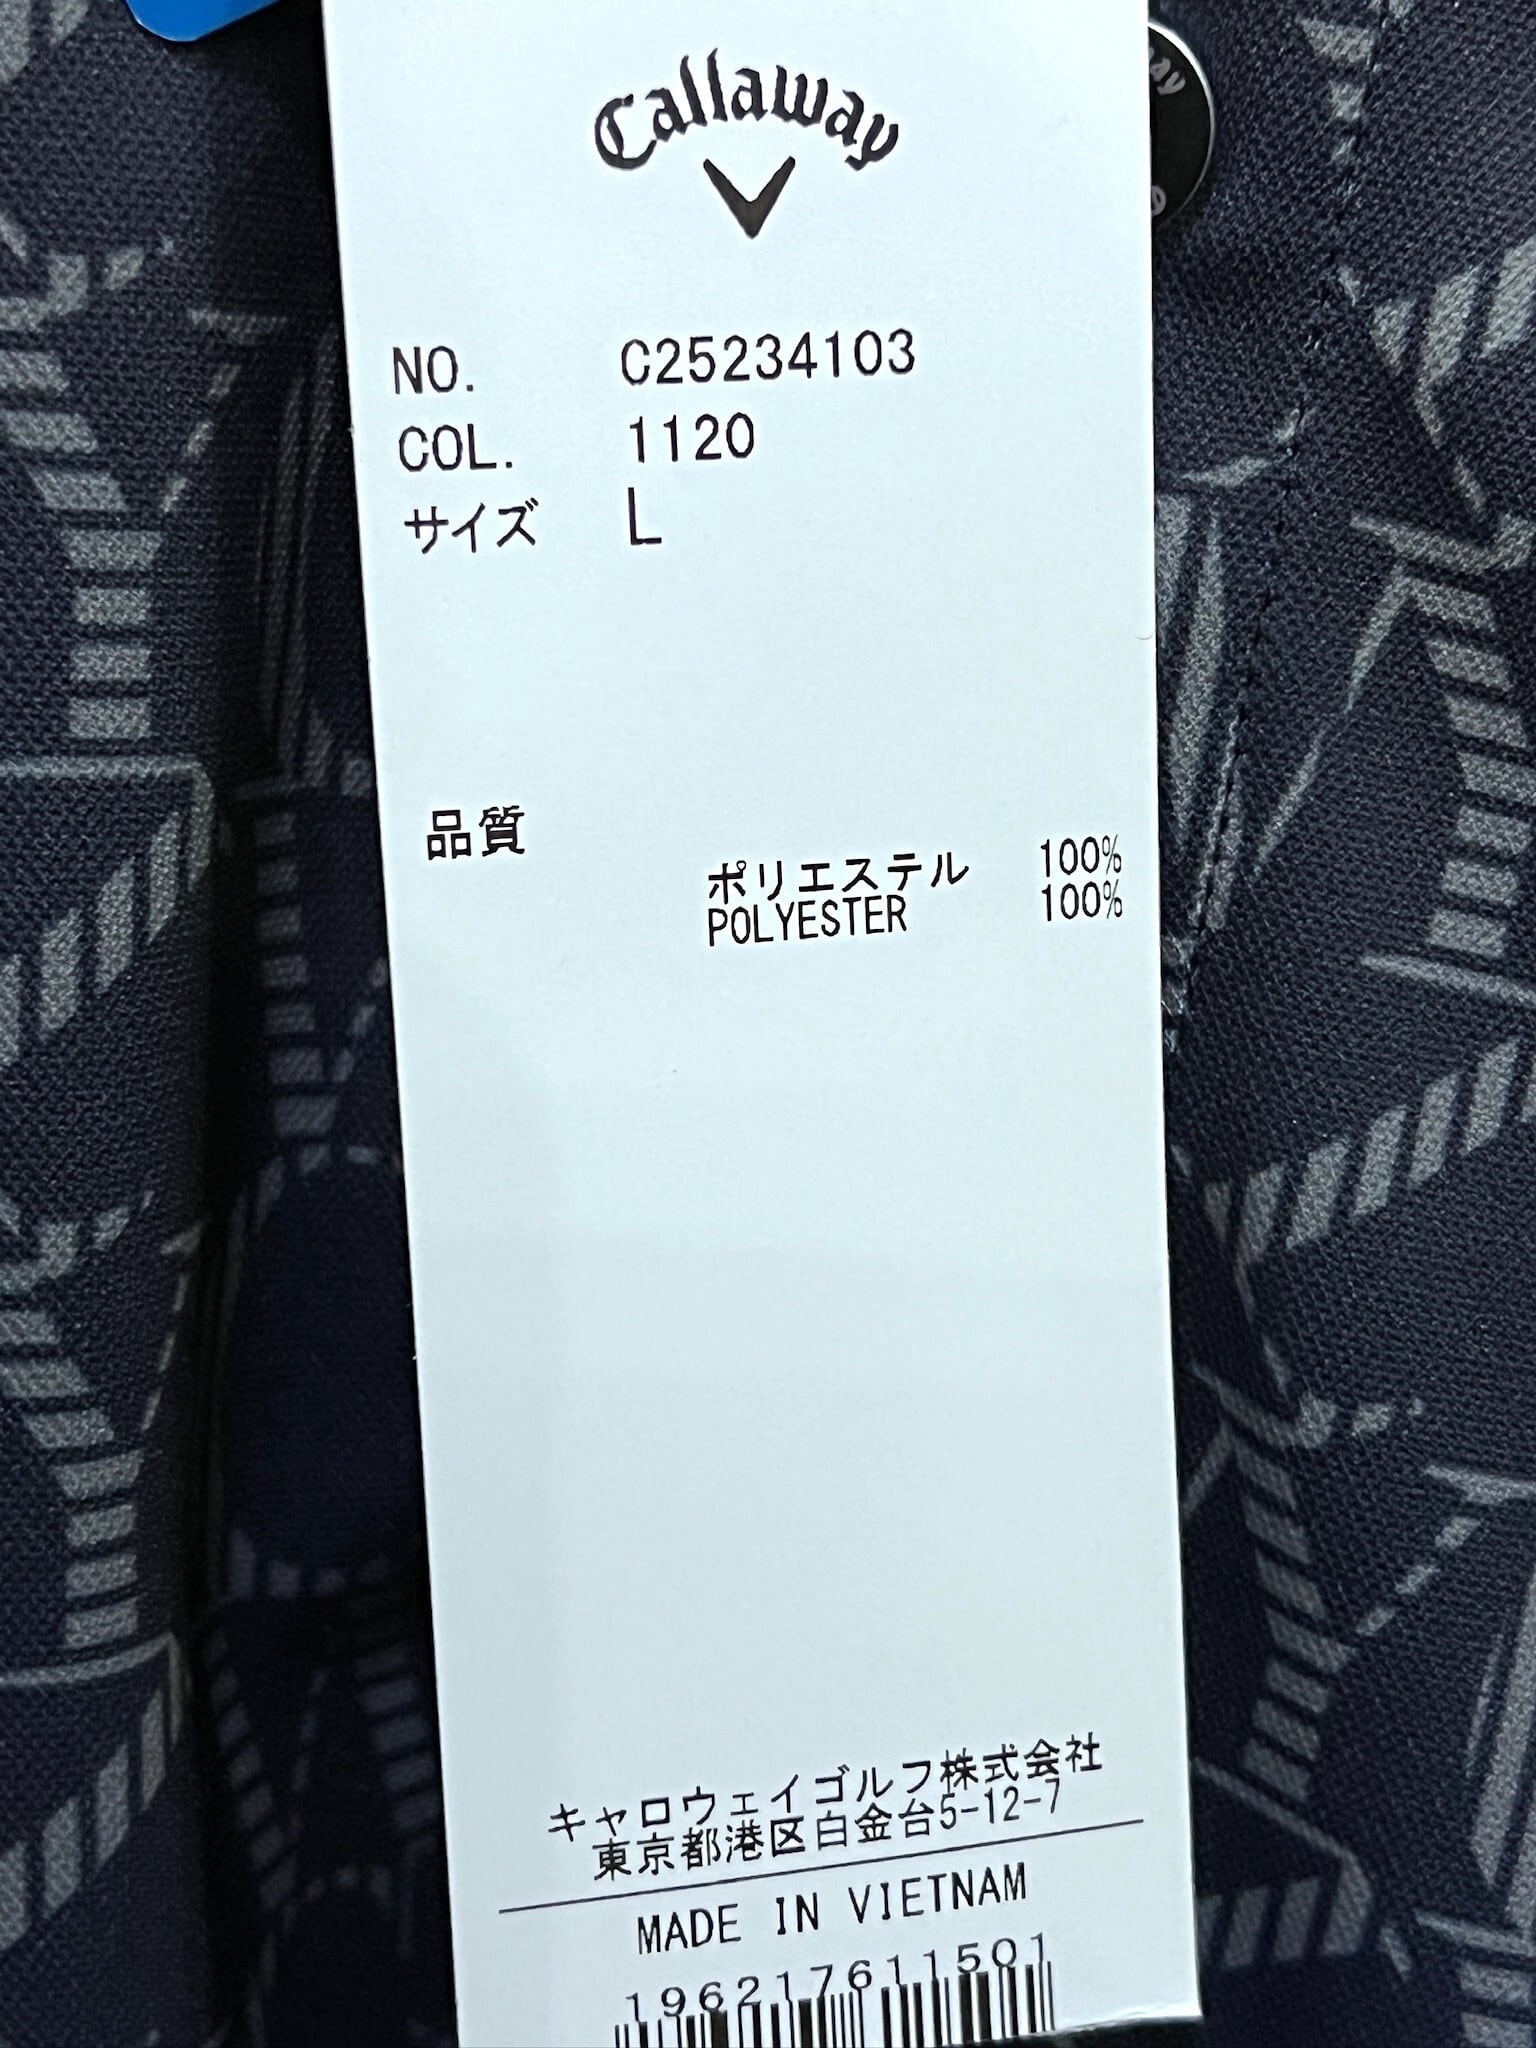 Callaway
NO. C25234103
COL. 1120
サイズ L
品質
ポリエステル 100%
POLYESTER 100%
キャロウェイゴルフ株式会社
東京都港区白金台5-12-7
MADE IN VIETNAM
196217611501